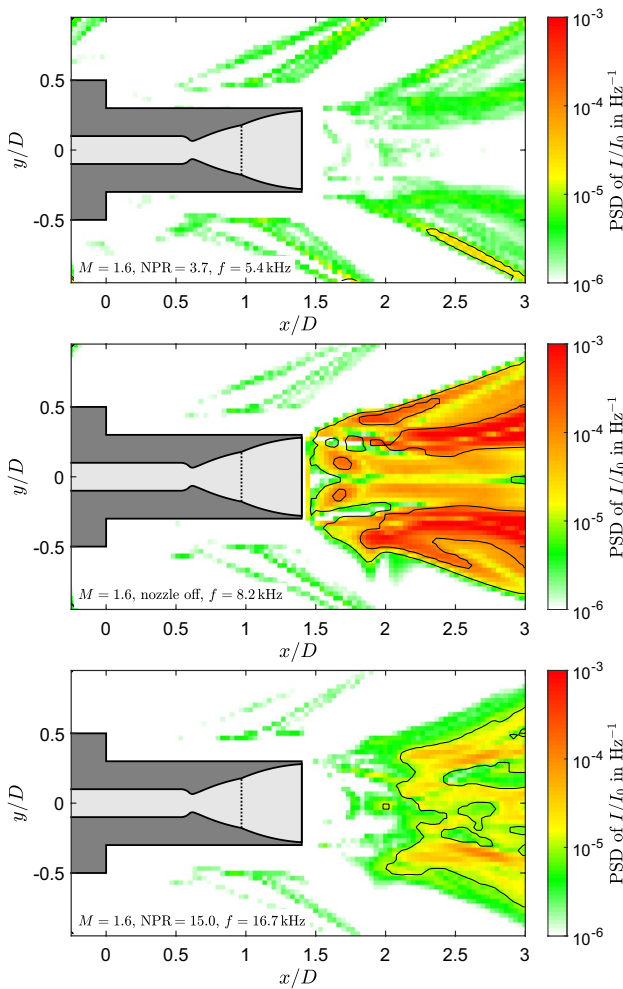 0.5
0
-0.5
y/D
M = 1.6, NPR = 3.7, f = 5.4 kHz
0 0.5 1 1.5 2 2.5 3
x/D
10⁻³
10⁻⁴
10⁻⁵
10⁻⁶
PSD of I/I₀ in Hz⁻¹
0.5
0
-0.5
y/D
M = 1.6, nozzle off, f = 8.2 kHz
0 0.5 1 1.5 2 2.5 3
x/D
10⁻³
10⁻⁴
10⁻⁵
10⁻⁶
PSD of I/I₀ in Hz⁻¹
0.5
0
-0.5
y/D
M = 1.6, NPR = 15.0, f = 16.7 kHz
0 0.5 1 1.5 2 2.5 3
x/D
10⁻³
10⁻⁴
10⁻⁵
10⁻⁶
PSD of I/I₀ in Hz⁻¹